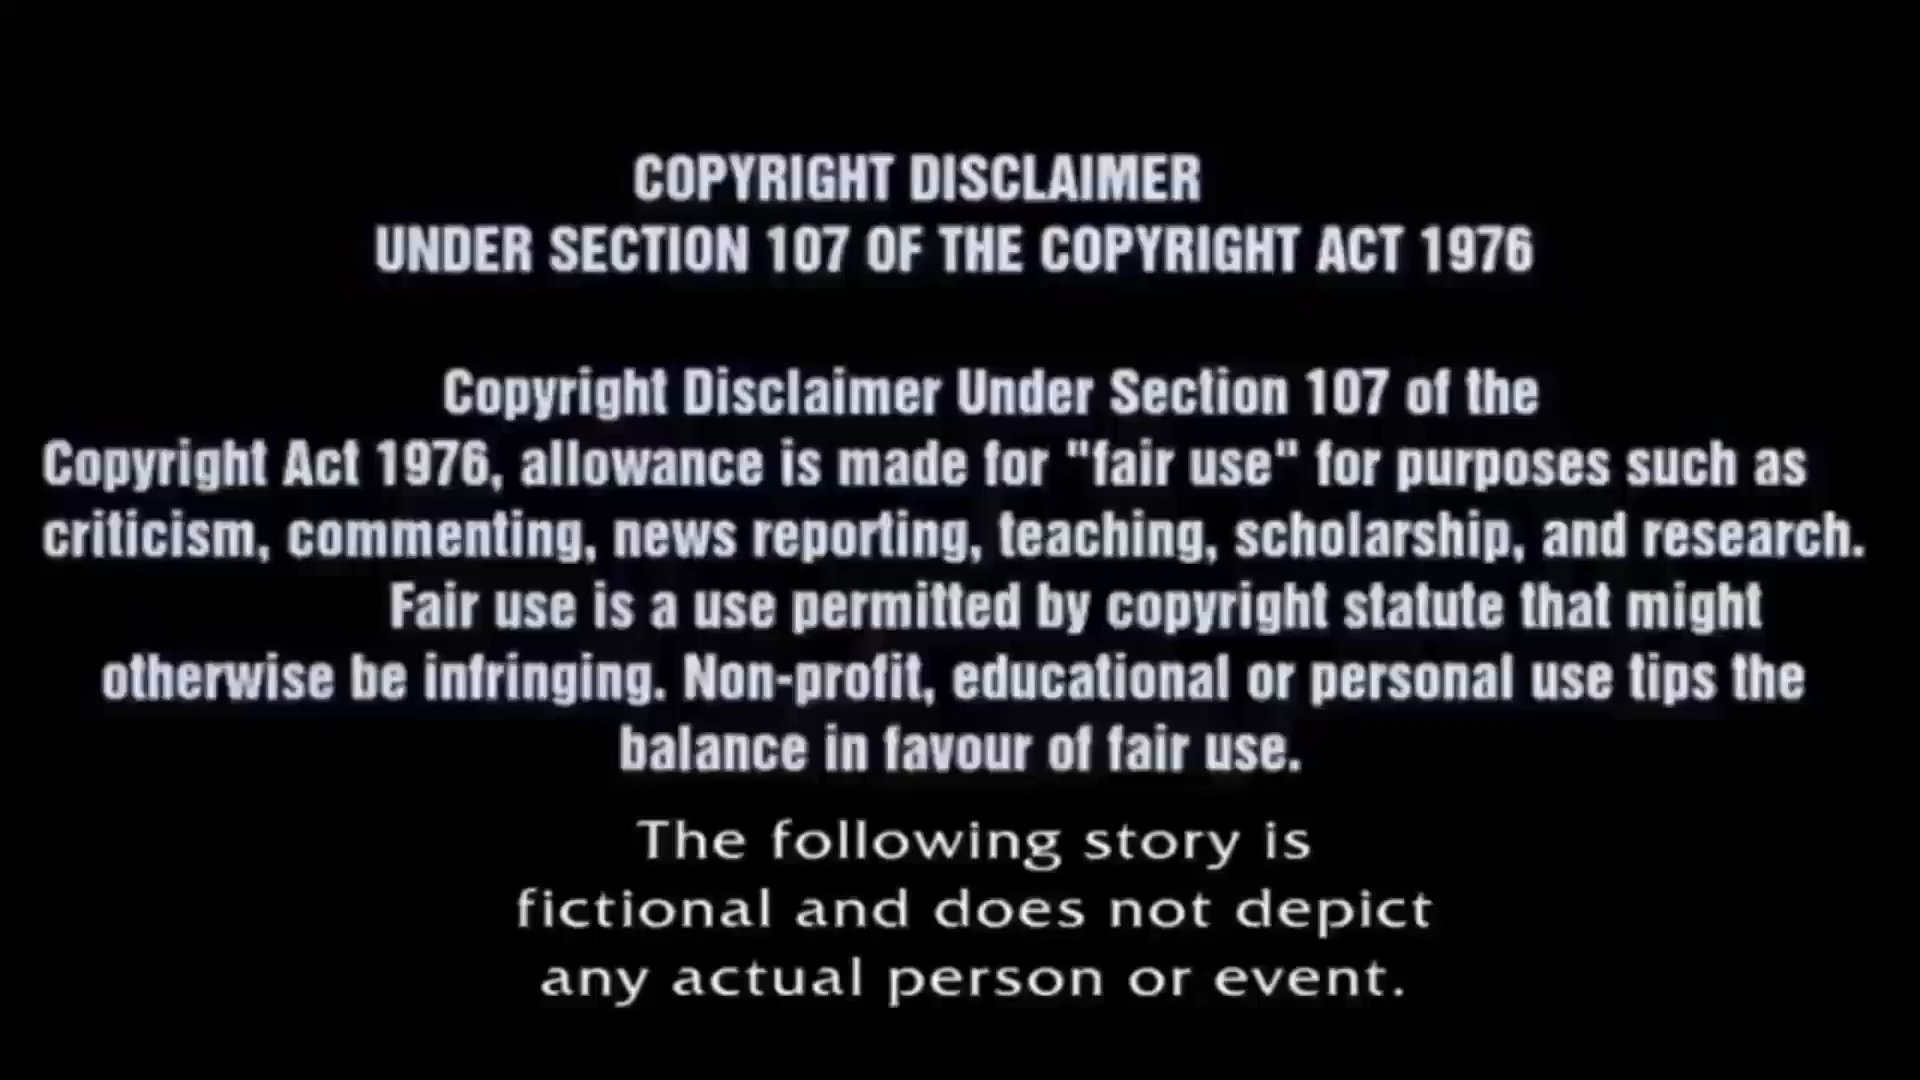 COPYRIGHT DISCLAIMER
UNDER SECTION 107 OF THE COPYRIGHT ACT 1976
Copyright Disclaimer Under Section 107 of the
Copyright Act 1976, allowance is made for "fair use" for purposes such as
criticism, commenting, news reporting, teaching, scholarship, and research.
Fair use is a use permitted by copyright statute that might
otherwise be infringing. Non-profit, educational or personal use tips the
balance in favour of fair use.
The following story is
fictional and does not depict
any actual person or event.